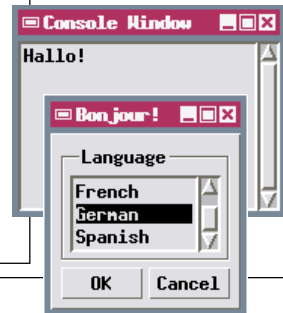 Console Window
Hallo!
Bonjour!
Language
French
German
Spanish
OK
Cancel